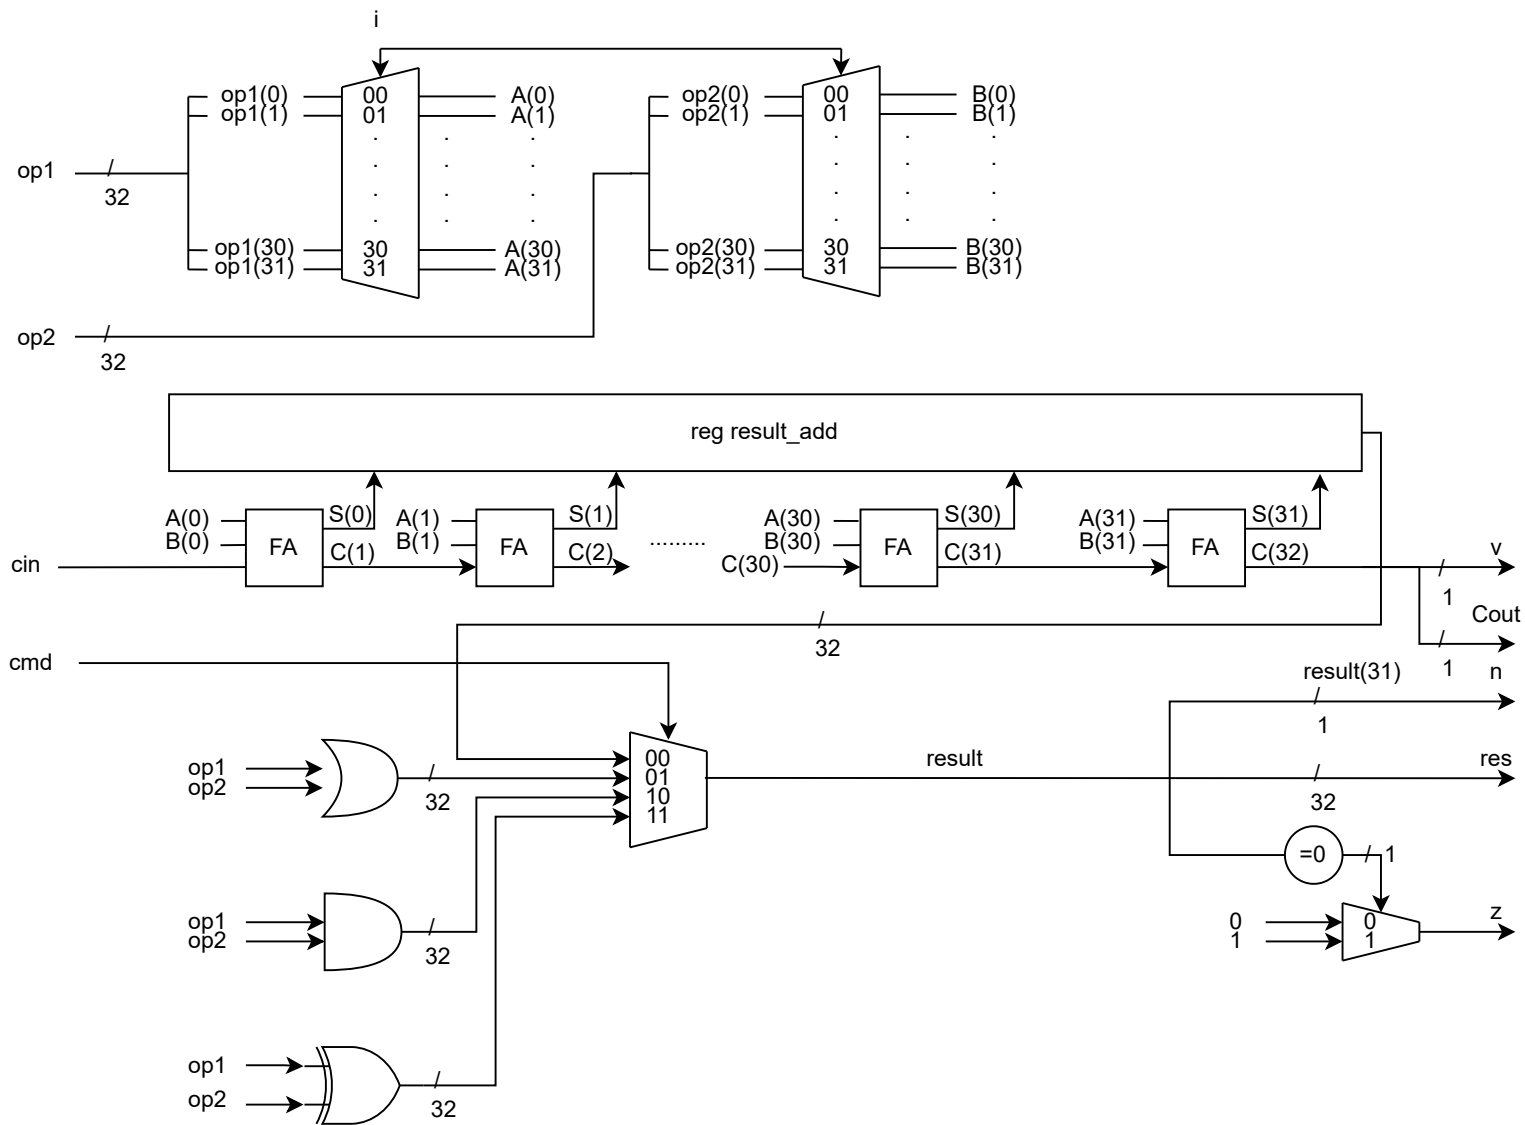 i
op1(0) 00 A(0) op2(0) 00 B(0)
op1(1) 01 A(1) op2(1) 01 B(1)
op1 / 32
op1(30) 30 A(30) op2(30) 30 B(30)
op1(31) 31 A(31) op2(31) 31 B(31)
op2 / 32
reg result_add
A(0) S(0) A(1) S(1) A(30) S(30) A(31) S(31)
B(0) FA B(1) FA ......... B(30) FA B(31) FA
cin C(1) C(2) C(30) C(31) C(32) / 1 v
Cout
/ 32
/ 1
cmd
result(31) n
/ 1
00
op1 01 result res
op2 / 32 10 / 32
11
=0 / 1
op1 0 0 z
op2 / 32 1 1
op1
op2 / 32